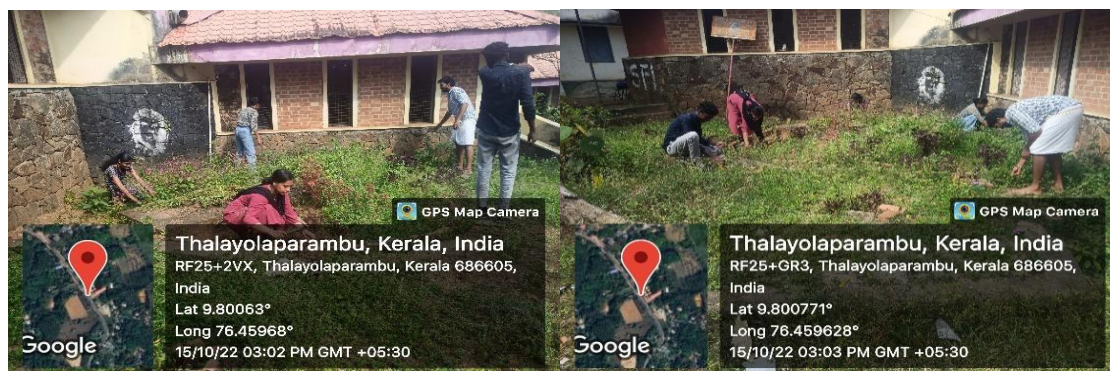 GPS Map Camera
Thalayolaparambu, Kerala, India
RF25+2VX, Thalayolaparambu, Kerala 686605,
India
Lat 9.80063°
Long 76.45968°
15/10/22 03:02 PM GMT +05:30
Google
SFI
GPS Map Camera
Thalayolaparambu, Kerala, India
RF25+GR3, Thalayolaparambu, Kerala 686605,
India
Lat 9.800771°
Long 76.459628°
15/10/22 03:03 PM GMT +05:30
Google